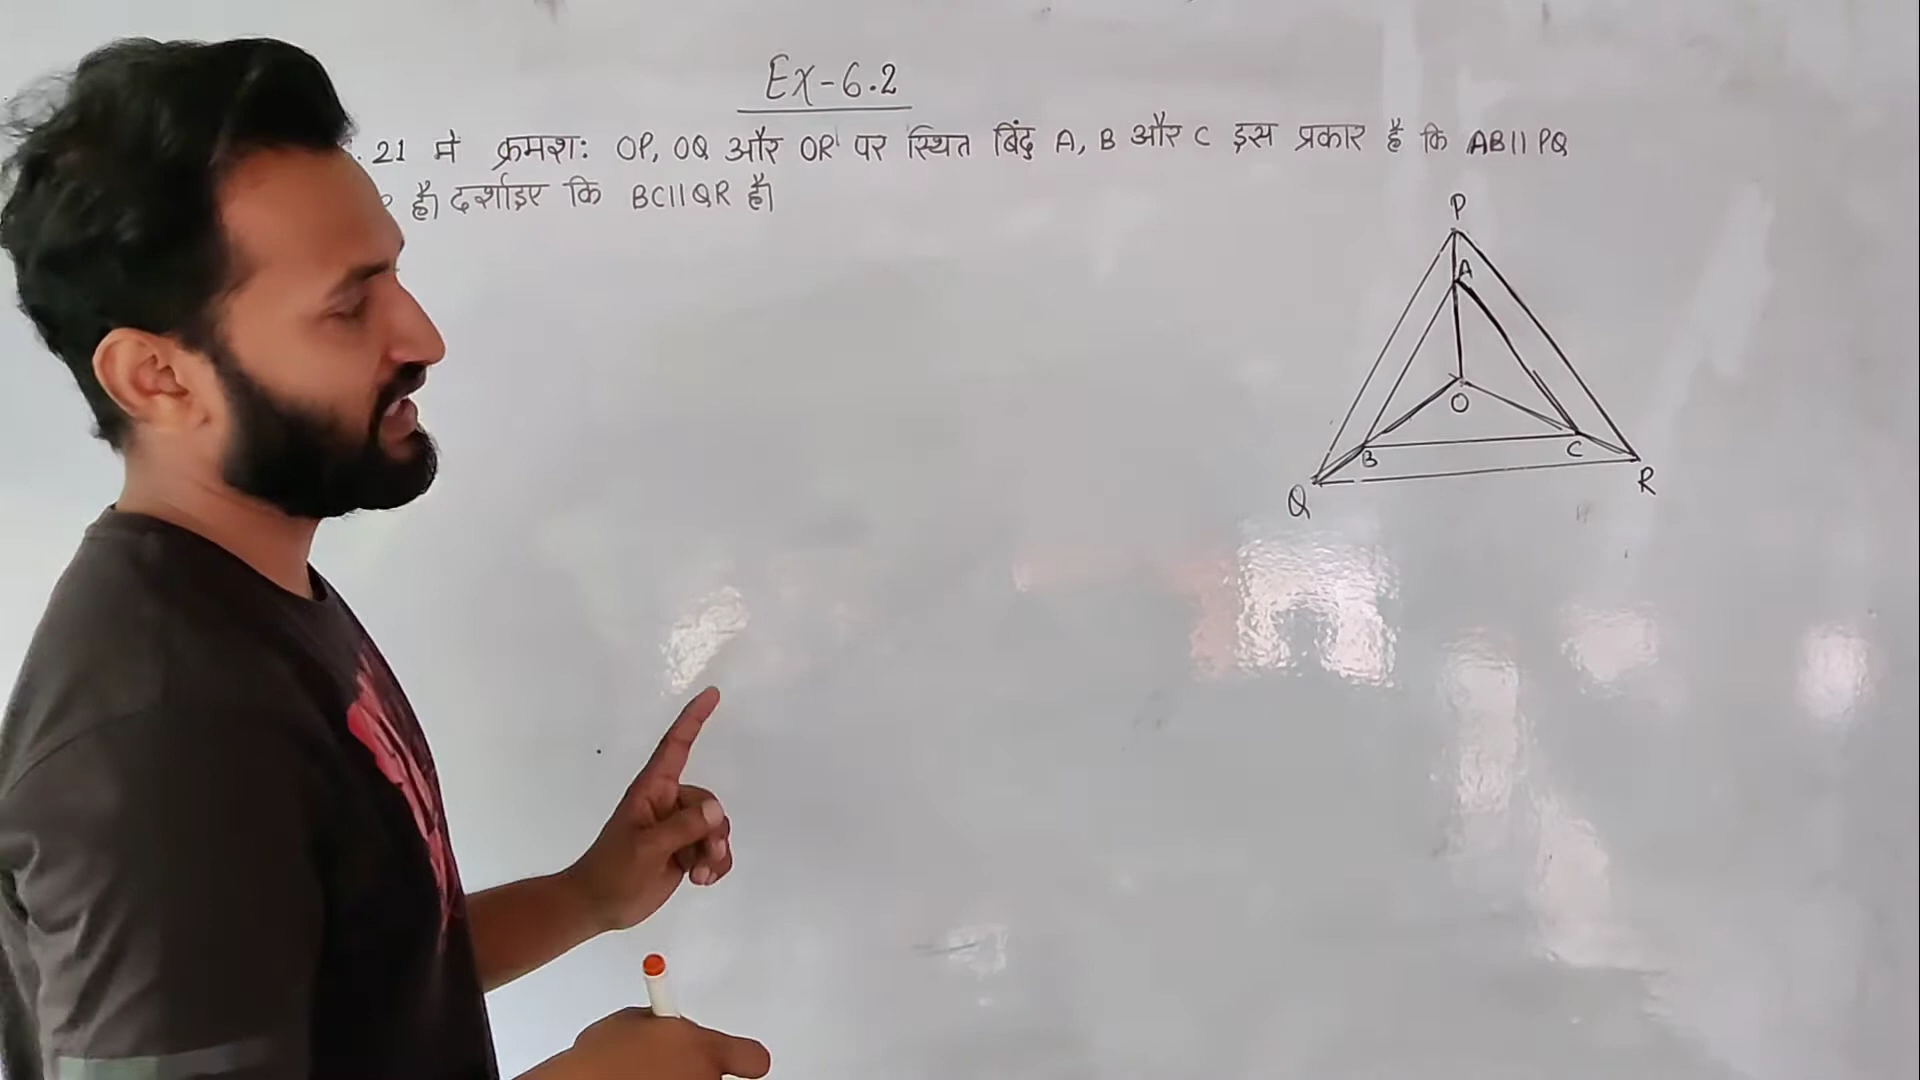 Ex-6.2
.21 मे क्रमश: OP, OQ और OR पर स्थित बिंदु A, B और C इस प्रकार है कि AB||PQ
है। दर्शाइए कि BC||QR है।
P
A
O
B
C
Q
R